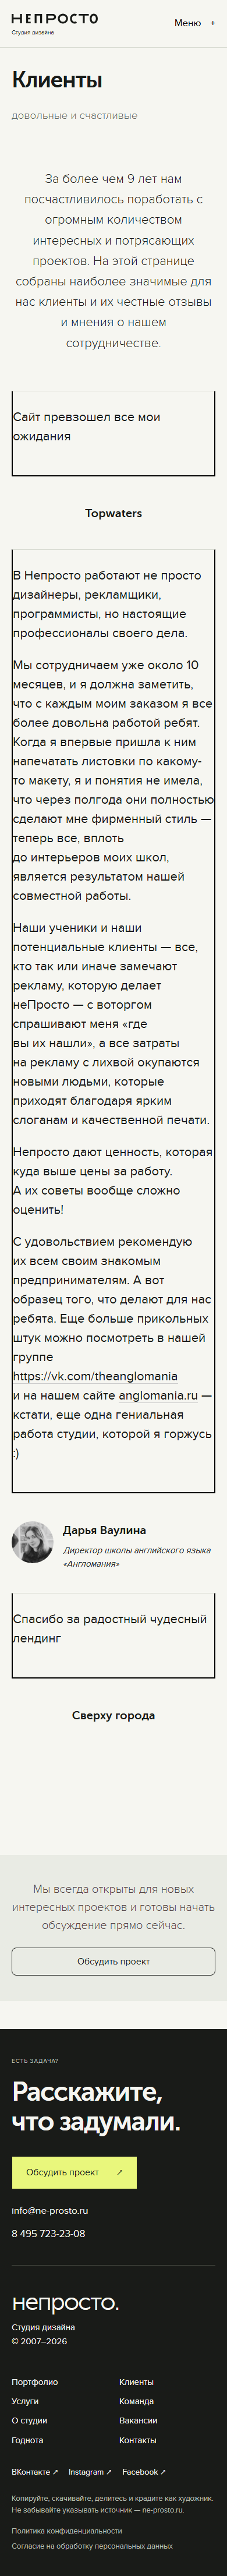 НЕПРОСТО
Студия дизайна
Меню +
Клиенты
довольные и счастливые
За более чем 9 лет нам
посчастливилось поработать с
огромным количеством
интересных и потрясающих
проектов. На этой странице
собраны наиболее значимые для
нас клиенты и их честные отзывы
и мнения о нашем
сотрудничестве.
Сайт превзошел все мои
ожидания
Topwaters
В Непросто работают не просто
дизайнеры, рекламщики,
программисты, но настоящие
профессионалы своего дела.
Мы сотрудничаем уже около 10
месяцев, и я должна заметить,
что с каждым моим заказом я все
более довольна работой ребят.
Когда я впервые пришла к ним
напечатать листовки по какому-
то макету, я и понятия не имела,
что через полгода они полностью
сделают мне фирменный стиль —
теперь все, вплоть
до интерьеров моих школ,
является результатом нашей
совместной работы.
Наши ученики и наши
потенциальные клиенты — все,
кто так или иначе замечают
рекламу, которую делает
неПросто — с воторгом
спрашивают меня «где
вы их нашли», а все затраты
на рекламу с лихвой окупаются
новыми людьми, которые
приходят благодаря ярким
слоганам и качественной печати.
Непросто дают ценность, которая
куда выше цены за работу.
А их советы вообще сложно
оценить!
С удовольствием рекомендую
их всем своим знакомым
предпринимателям. А вот
образец того, что делают для нас
ребята. Еще больше прикольных
штук можно посмотреть в нашей
группе
https://vk.com/theanglomania
и на нашем сайте anglomania.ru —
кстати, еще одна гениальная
работа студии, которой я горжусь
:)
Дарья Ваулина
Директор школы английского языка
«Англомания»
Спасибо за радостный чудесный
лендинг
Сверху города
Мы всегда открыты для новых
интересных проектов и готовы начать
обсуждение прямо сейчас.
Обсудить проект
ЕСТЬ ЗАДАЧА?
Расскажите,
что задумали.
Обсудить проект ↗
info@ne-prosto.ru
8 495 723-23-08
непросто.
Студия дизайна
© 2007–2026
Портфолио Клиенты
Услуги Команда
О студии Вакансии
Годнота Контакты
ВКонтакте ↗ Instagram ↗ Facebook ↗
Копируйте, скачивайте, делитесь и крадите как художник.
Не забывайте указывать источник — ne-prosto.ru.
Политика конфиденциальности
Согласие на обработку персональных данных